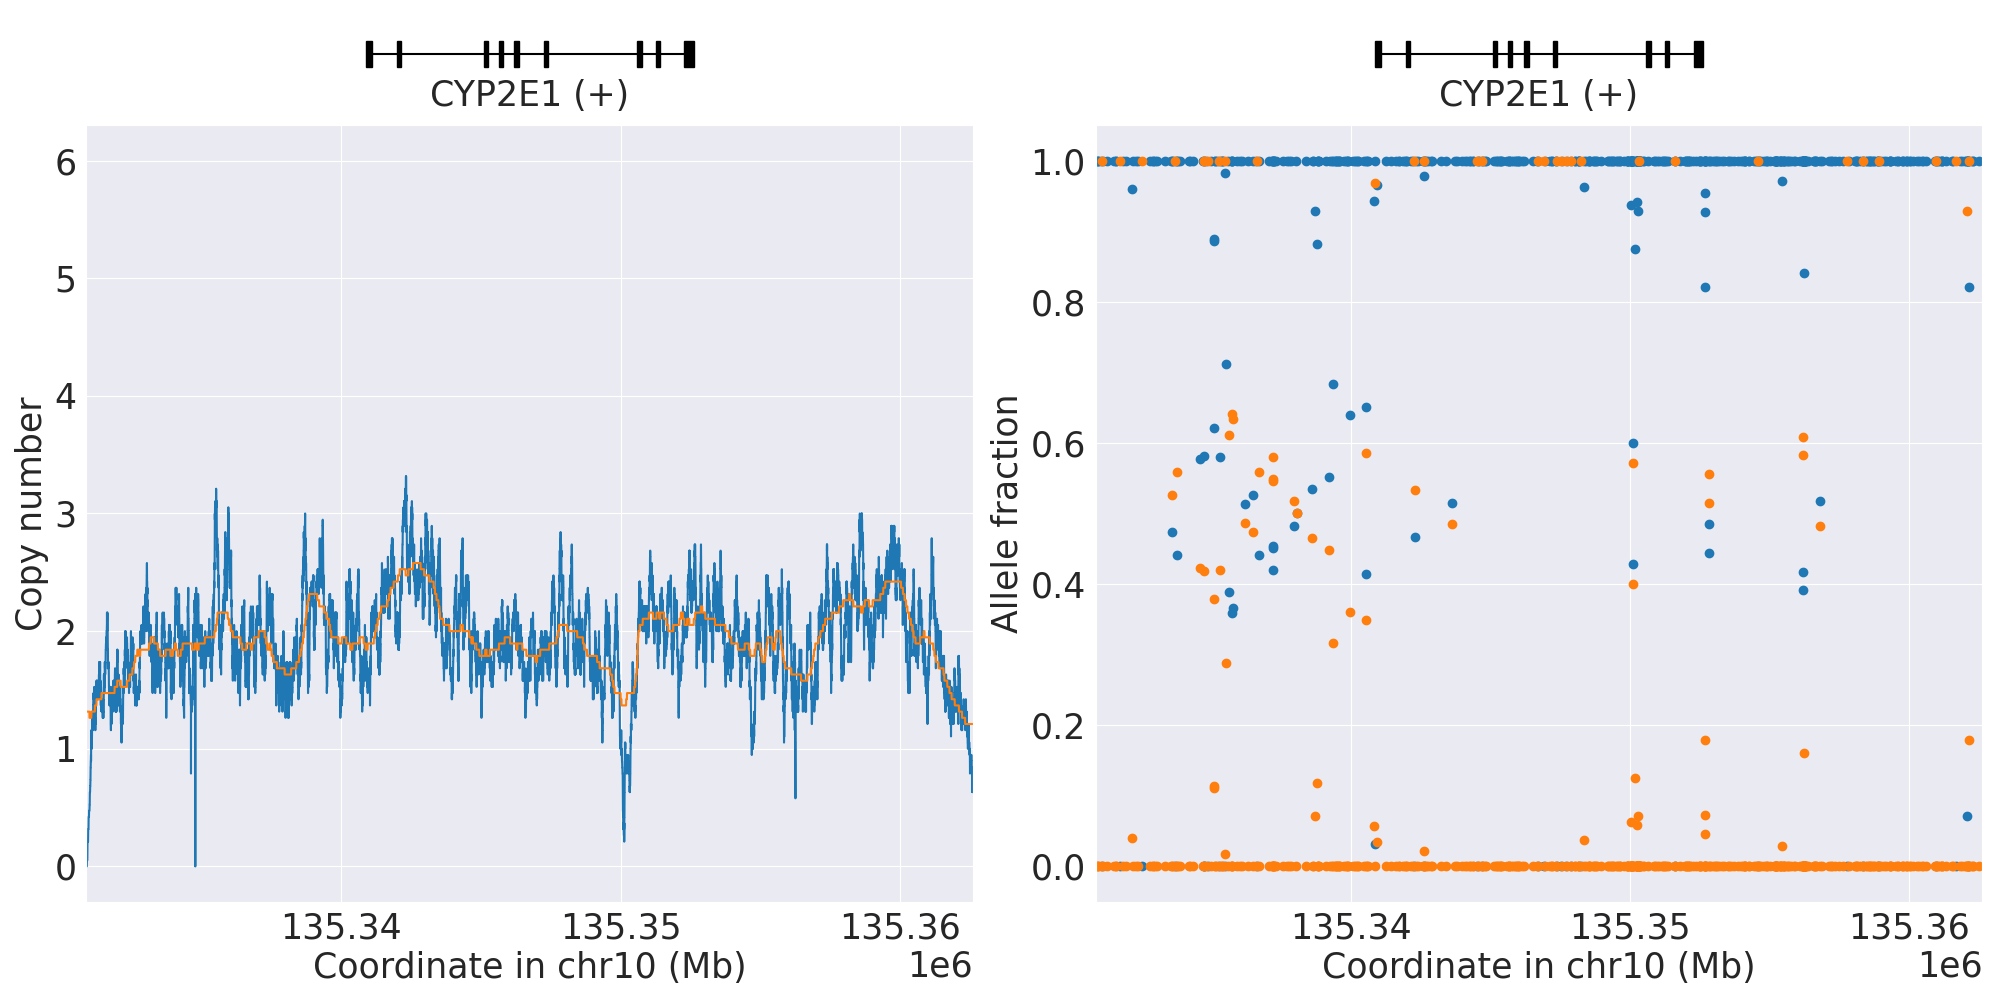 CYP2E1 (+)
6
5
4
3
2
1
0
Copy number
135.34 135.35 135.36
Coordinate in chr10 (Mb)
1e6
CYP2E1 (+)
1.0
0.8
0.6
0.4
0.2
0.0
Allele fraction
135.34 135.35 135.36
Coordinate in chr10 (Mb)
1e6